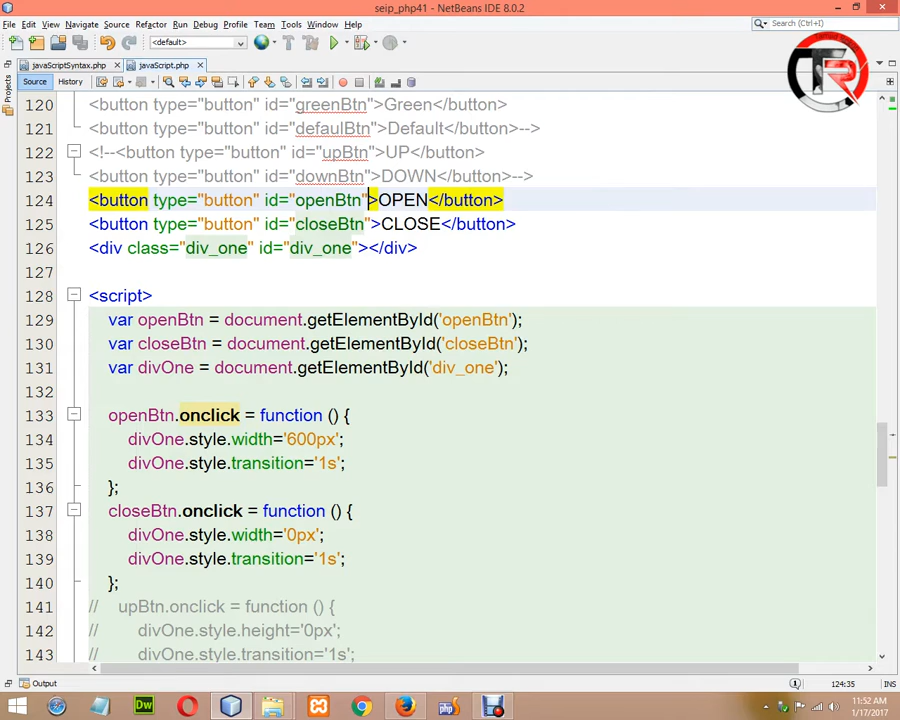 seip_php41 - NetBeans IDE 8.0.2
File Edit View Navigate Source Refactor Run Debug Profile Team Tools Window Help
Search (Ctrl+I)
<default>
javaScriptSyntax.php
javaScript.php
Source History
Projects
TR
120 <button type="button" id="greenBtn">Green</button>
121 <button type="button" id="defaulBtn">Default</button>-->
122 <!--<button type="button" id="upBtn">UP</button>
123 <button type="button" id="downBtn">DOWN</button>-->
124 <button type="button" id="openBtn">OPEN</button>
125 <button type="button" id="closeBtn">CLOSE</button>
126 <div class="div_one" id="div_one"></div>
127
128 <script>
129 var openBtn = document.getElementById('openBtn');
130 var closeBtn = document.getElementById('closeBtn');
131 var divOne = document.getElementById('div_one');
132
133 openBtn.onclick = function () {
134 divOne.style.width='600px';
135 divOne.style.transition='1s';
136 };
137 closeBtn.onclick = function () {
138 divOne.style.width='0px';
139 divOne.style.transition='1s';
140 };
141 // upBtn.onclick = function () {
142 // divOne.style.height='0px';
143 // divOne.style.transition='1s';
Output
124:35 INS
Dw
php
11:52 AM
1/17/2017